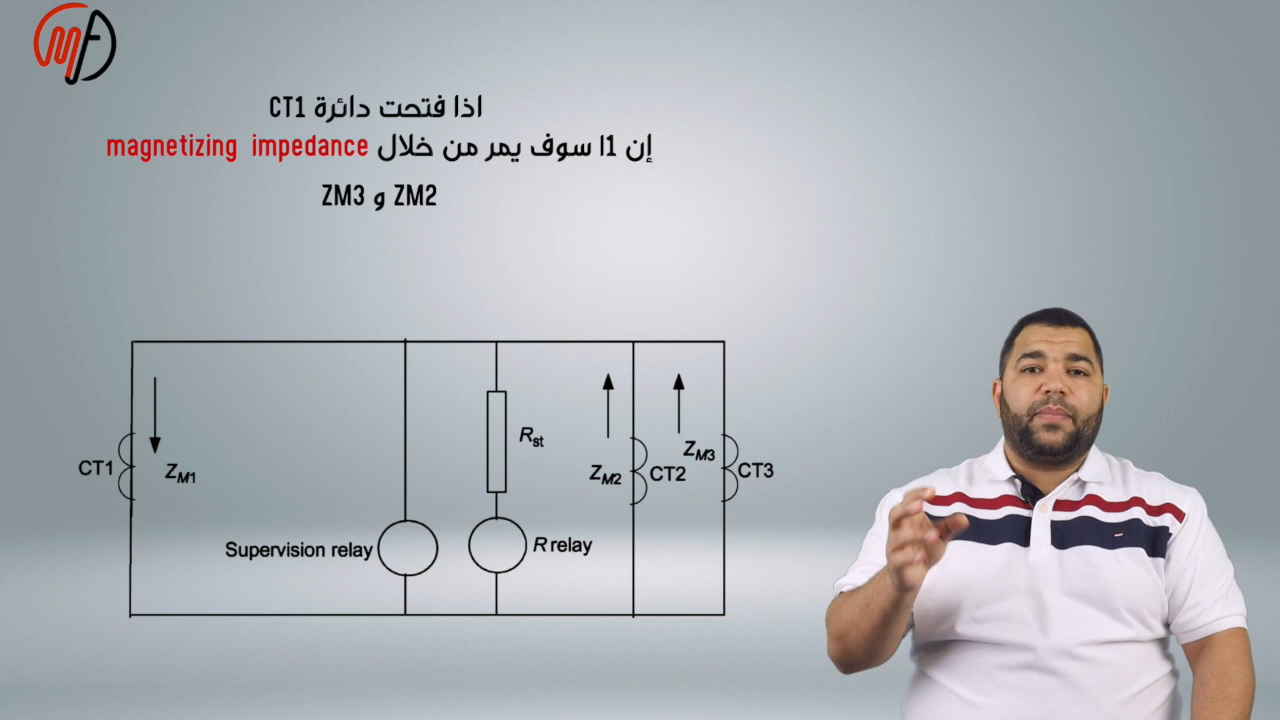 اذا فتحت دائرة CT1
إن I1 سوف يمر من خلال magnetizing impedance
ZM2 و ZM3
CT1
ZM1
Supervision relay
Rst
R relay
ZM2
CT2
ZM3
CT3